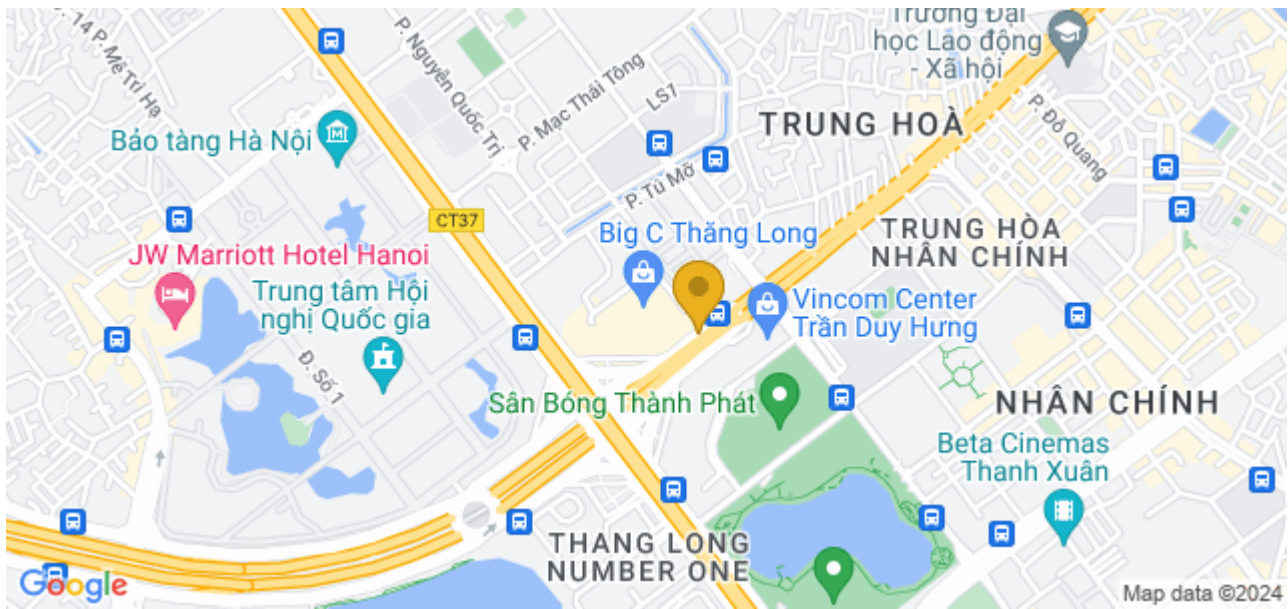 14 P. Mễ Trì Hạ
P. Nguyễn Quốc Trị
P. Mạc Thái Tông
LS7
Trường Đại
học Lao động
- Xã hội
TRUNG HOÀ
P. Đỗ Quang
Bảo tàng Hà Nội
P. Tú Mỡ
CT37
Big C Thăng Long
TRUNG HÒA
NHÂN CHÍNH
JW Marriott Hotel Hanoi
Trung tâm Hội
nghị Quốc gia
Vincom Center
Trần Duy Hưng
Đ. Số 1
Sân Bóng Thành Phát
NHÂN CHÍNH
Beta Cinemas
Thanh Xuân
THANG LONG
NUMBER ONE
Google
Map data ©2024